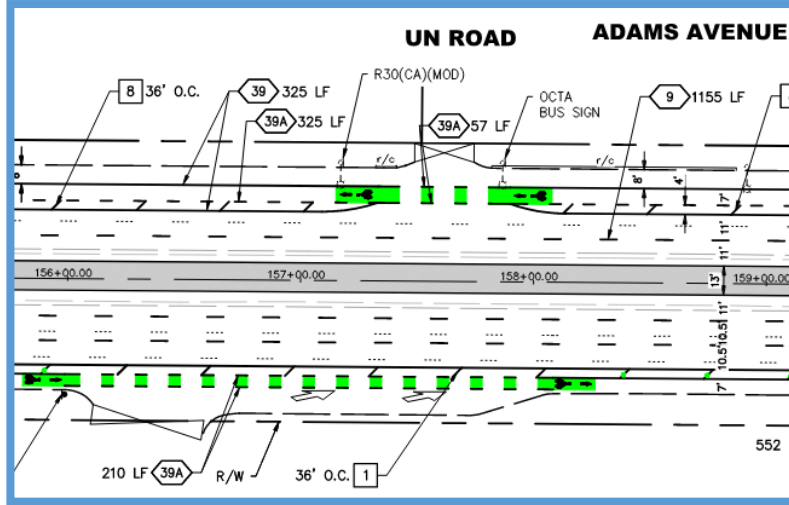 UN ROAD
ADAMS AVENUE
R30(CA)(MOD)
8 36' O.C.
39 325 LF
OCTA
BUS SIGN
9 1155 LF
39A 325 LF
39A 57 LF
r/c
r/c
8'
4'
17'
11'
11'
156+00.00
157+00.00
158+00.00
159+00.00
13'
11'
10.5'
10.5'
7'
552
210 LF 39A
R/W
36' O.C. 1